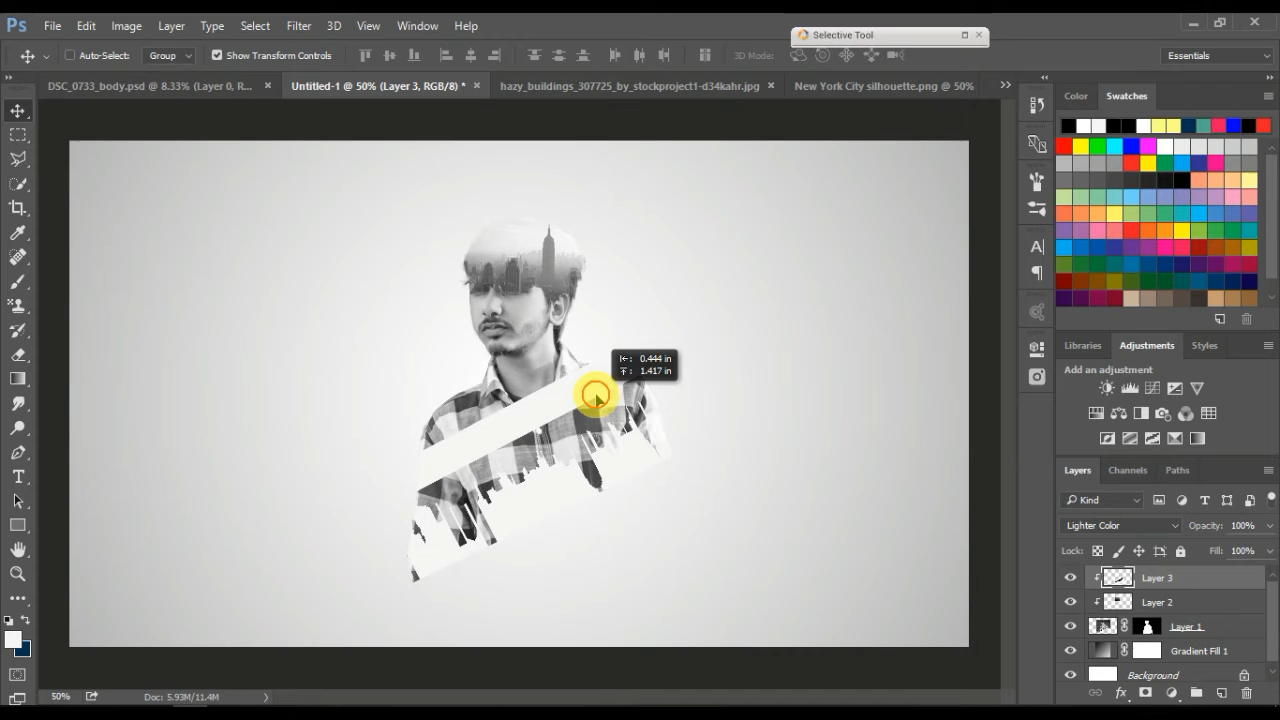 Ps File Edit Image Layer Type Select Filter 3D View Window Help
Selective Tool
Auto-Select: Group Show Transform Controls 3D Mode: Essentials
DSC_0733_body.psd @ 8.33% (Layer 0, R... Untitled-1 @ 50% (Layer 3, RGB/8) * hazy_buildings_307725_by_stockproject1-d34kahr.jpg New York City silhouette.png @ 50%
Color Swatches
Libraries Adjustments Styles
0.444 in
1.417 in
Add an adjustment
Layers Channels Paths
Kind
Lighter Color Opacity: 100%
Lock: Fill: 100%
Layer 3
Layer 2
Layer 1
Gradient Fill 1
Background
50% Doc: 5.93M/11.4M